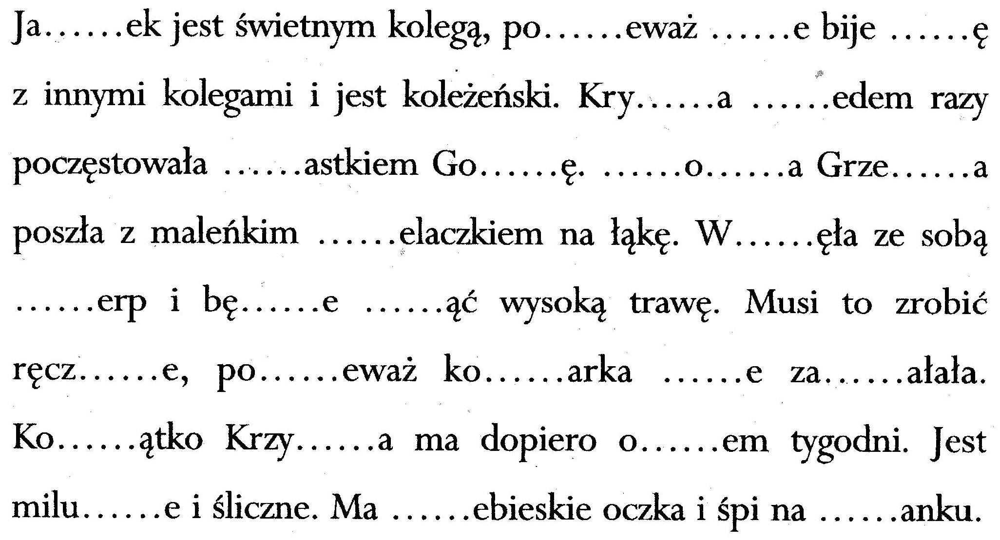 Ja......ek jest świetnym kolegą, po......eważ ......e bije ......ę
z innymi kolegami i jest koleżeński. Kry......a ......edem razy
poczęstowała ......astkiem Go......ę. ......o......a Grze......a
poszła z maleńkim ......elaczkiem na łąkę. W......ęła ze sobą
......erp i bę......e ......ąć wysoką trawę. Musi to zrobić
ręcz......e, po......eważ ko......arka ......e za......ałała.
Ko......ątko Krzy......a ma dopiero o......em tygodni. Jest
milu......e i śliczne. Ma ......ebieskie oczka i śpi na ......anku.